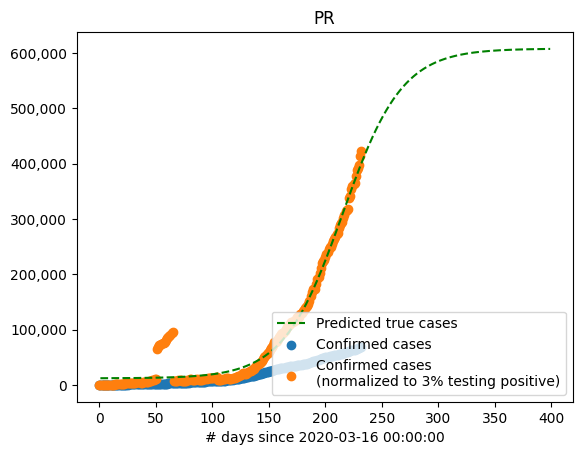 PR
600,000
500,000
400,000
300,000
200,000
100,000
0
Predicted true cases
Confirmed cases
Confirmed cases
(normalized to 3% testing positive)
0 50 100 150 200 250 300 350 400
# days since 2020-03-16 00:00:00